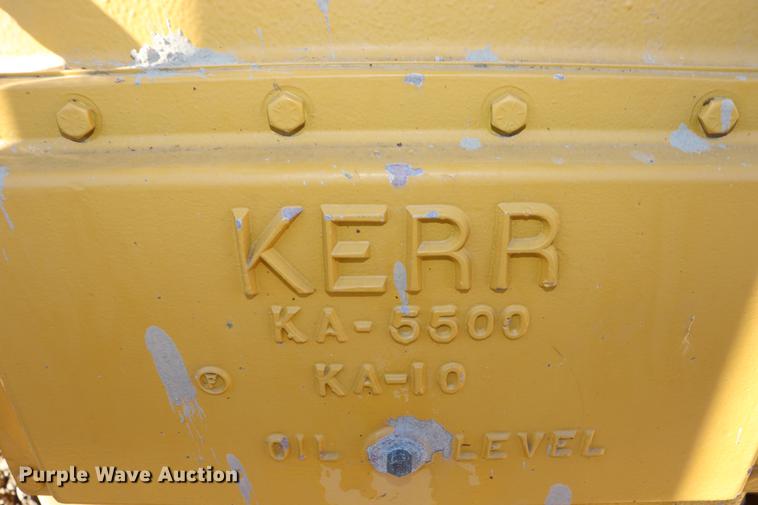 KERR
KA-5500
KA-10
OIL LEVEL
Purple Wave Auction